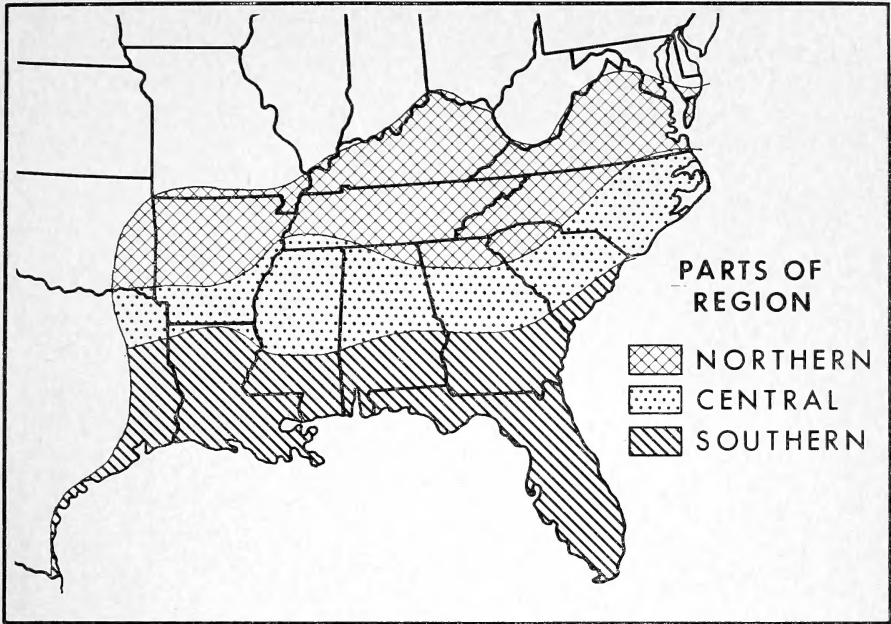 PARTS OF
REGION
NORTHERN
CENTRAL
SOUTHERN